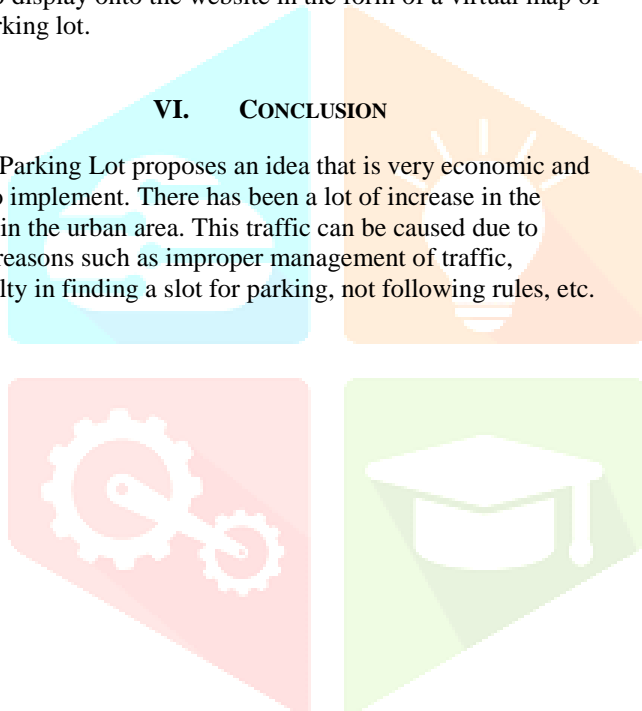 display onto the website in the form of a virtual map of
rking lot.
VI. CONCLUSION
Parking Lot proposes an idea that is very economic and
implement. There has been a lot of increase in the
in the urban area. This traffic can be caused due to
reasons such as improper management of traffic,
lty in finding a slot for parking, not following rules, etc.